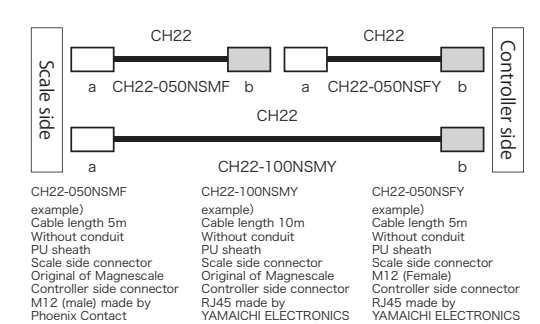 CH22
CH22
Scale side
Controller side
a
CH22-050NSMF
b
a
CH22-050NSFY
b
CH22
a
CH22-100NSMY
b
CH22-050NSMF
example)
Cable length 5m
Without conduit
PU sheath
Scale side connector
Original of Magnescale
Controller side connector
M12 (male) made by
Phoenix Contact
CH22-100NSMY
example)
Cable length 10m
Without conduit
PU sheath
Scale side connector
Original of Magnescale
Controller side connector
RJ45 made by
YAMAICHI ELECTRONICS
CH22-050NSFY
example)
Cable length 5m
Without conduit
PU sheath
Scale side connector
M12 (Female)
Controller side connector
RJ45 made by
YAMAICHI ELECTRONICS